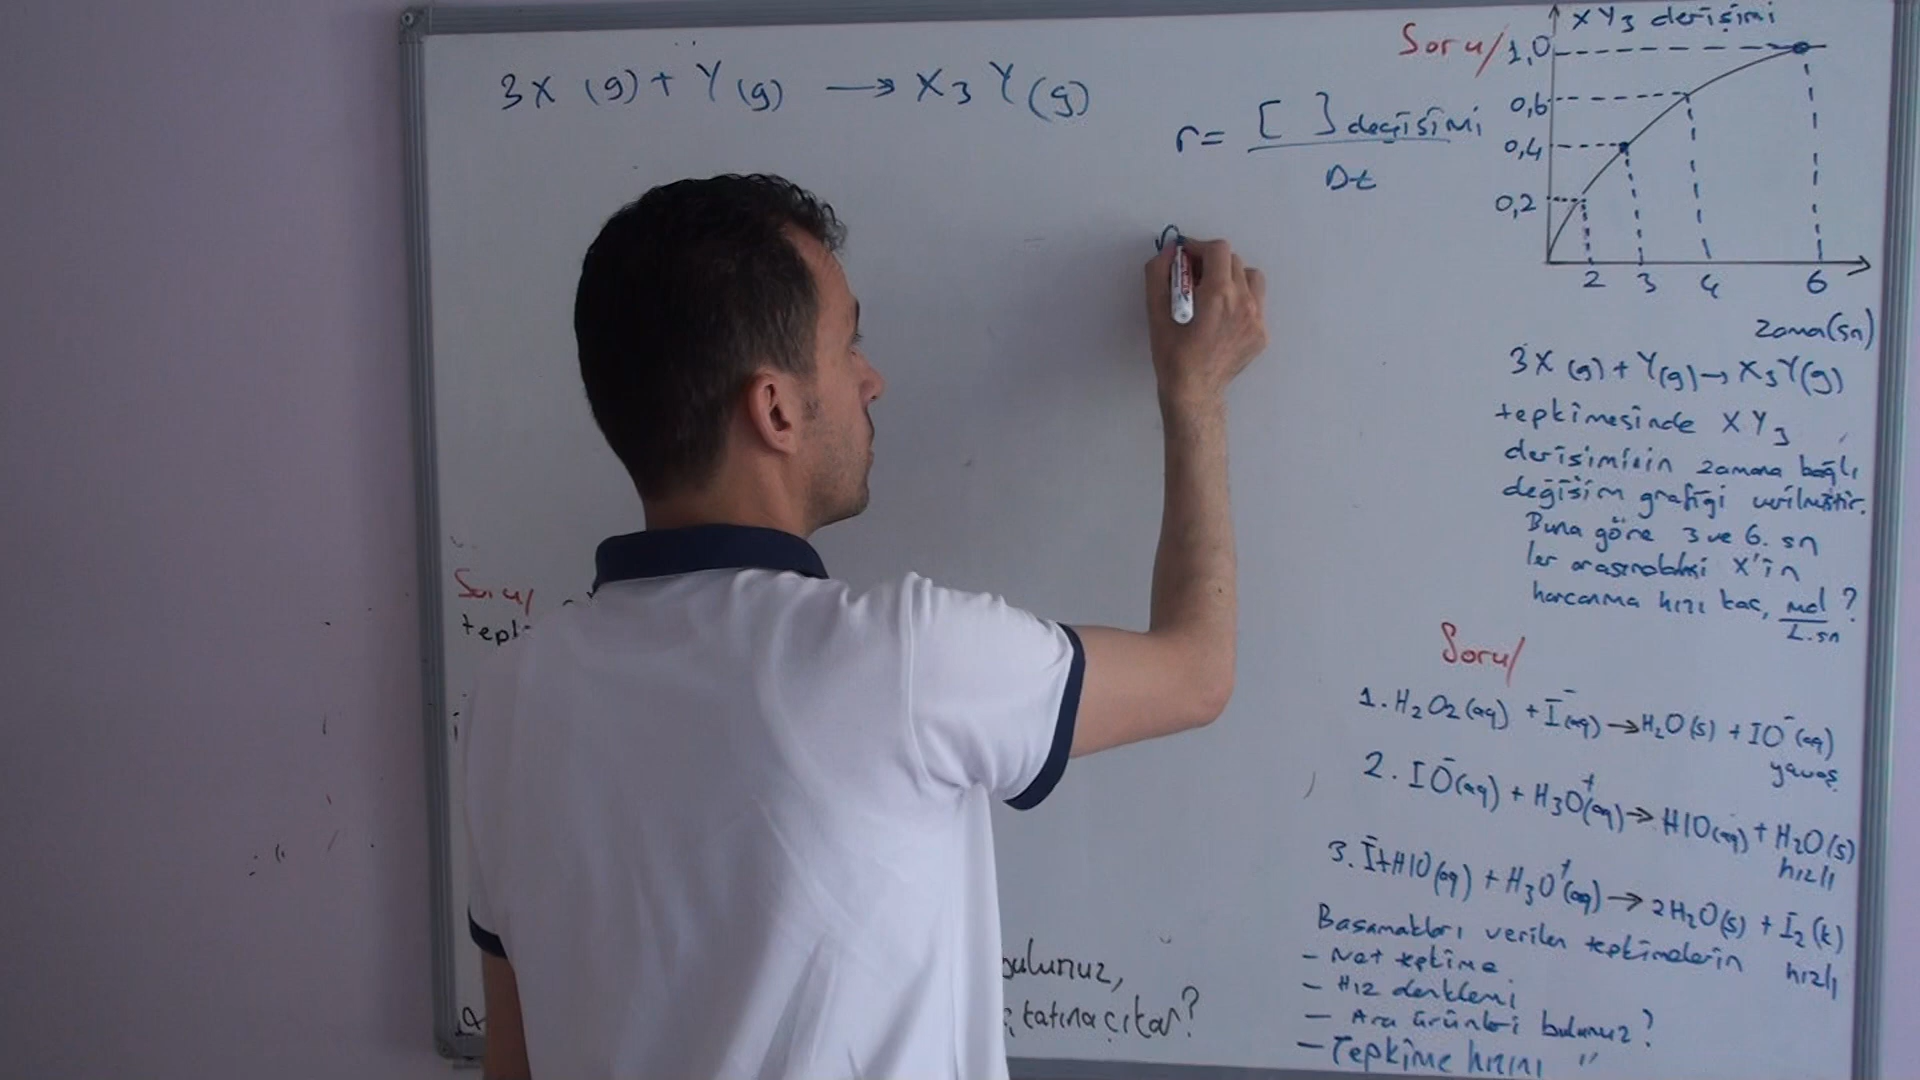 3X (g) + Y (g) → X₃Y (g)
r = [ ] değişimi
Dt
r
Soru/
XY₃ derişimi
1,0
0,6
0,4
0,2
2 3 4 6
zama(sn)
3X (g) + Y(g) → X₃Y(g)
tepkimesinde XY₃
derişiminin zamana bağlı
değişim grafiği verilmiştir.
Buna göre 3 ve 6. sn
ler arasındaki X'in
harcanma hızı kaç, mol ?
L.sn
Soru/
1. H₂O₂(aq) + I⁻(aq) → H₂O(s) + IO⁻(aq)
yavaş
2. IO⁻(aq) + H₃O⁺(aq) → HIO(aq) + H₂O(s)
hızlı
3. I⁻+HIO(aq) + H₃O⁺(aq) → 2H₂O(s) + I₂(k)
hızlı
Basamakları verilen tepkimelerin
- Net tepkime
- Hız denklemi
- Ara ürünleri bulunuz?
- Tepkime hızını "
Soru/
tepk
bulunuz,
katına çıkar?